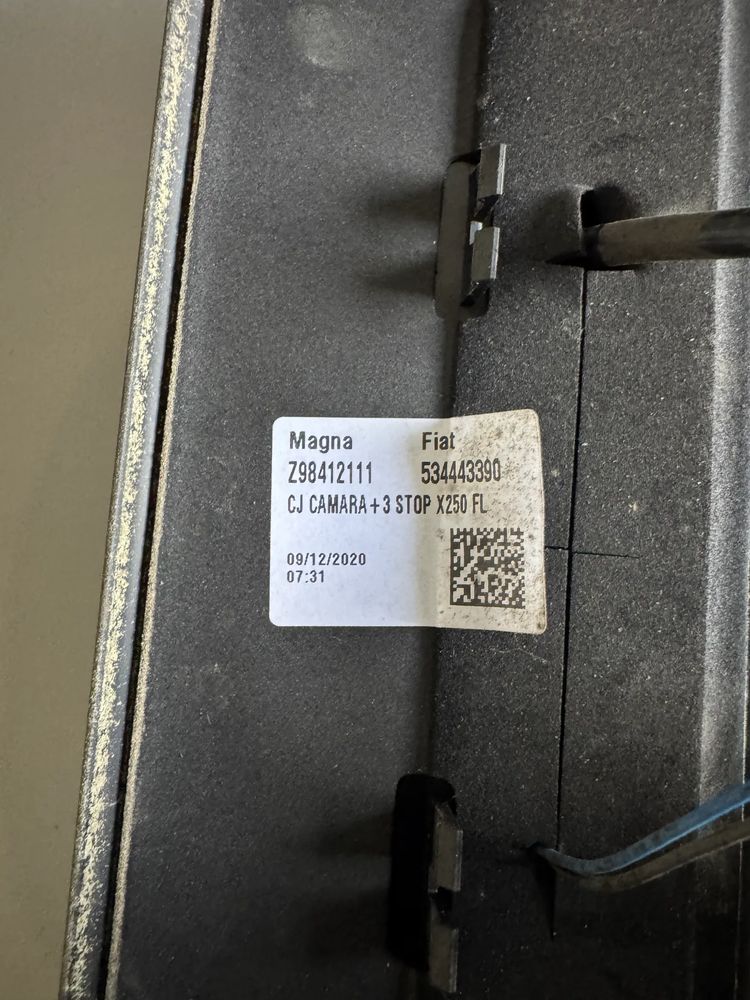 Magna Fiat
Z98412111 534443390
CJ CAMARA+3 STOP X250 FL
09/12/2020
07:31